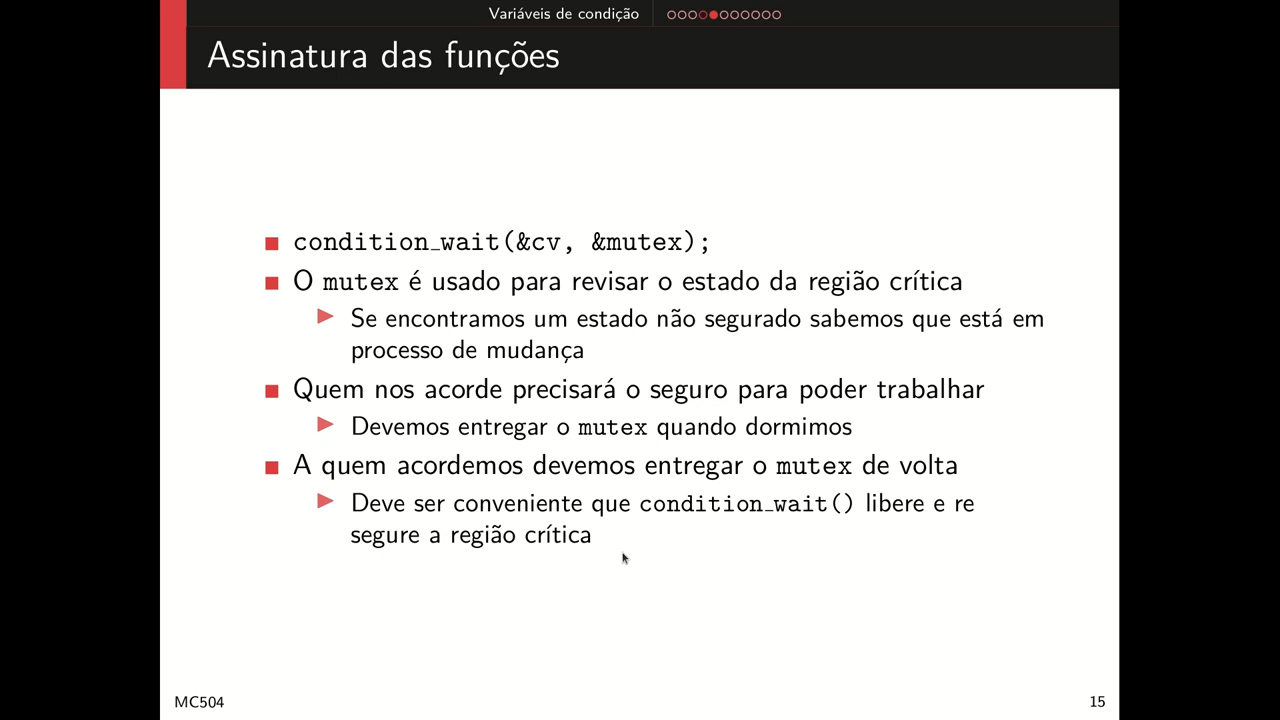 Variáveis de condição
Assinatura das funções
condition_wait(&cv, &mutex);
O mutex é usado para revisar o estado da região crítica
Se encontramos um estado não segurado sabemos que está em
processo de mudança
Quem nos acorde precisará o seguro para poder trabalhar
Devemos entregar o mutex quando dormimos
A quem acordemos devemos entregar o mutex de volta
Deve ser conveniente que condition_wait() libere e re
segure a região crítica
MC504
15